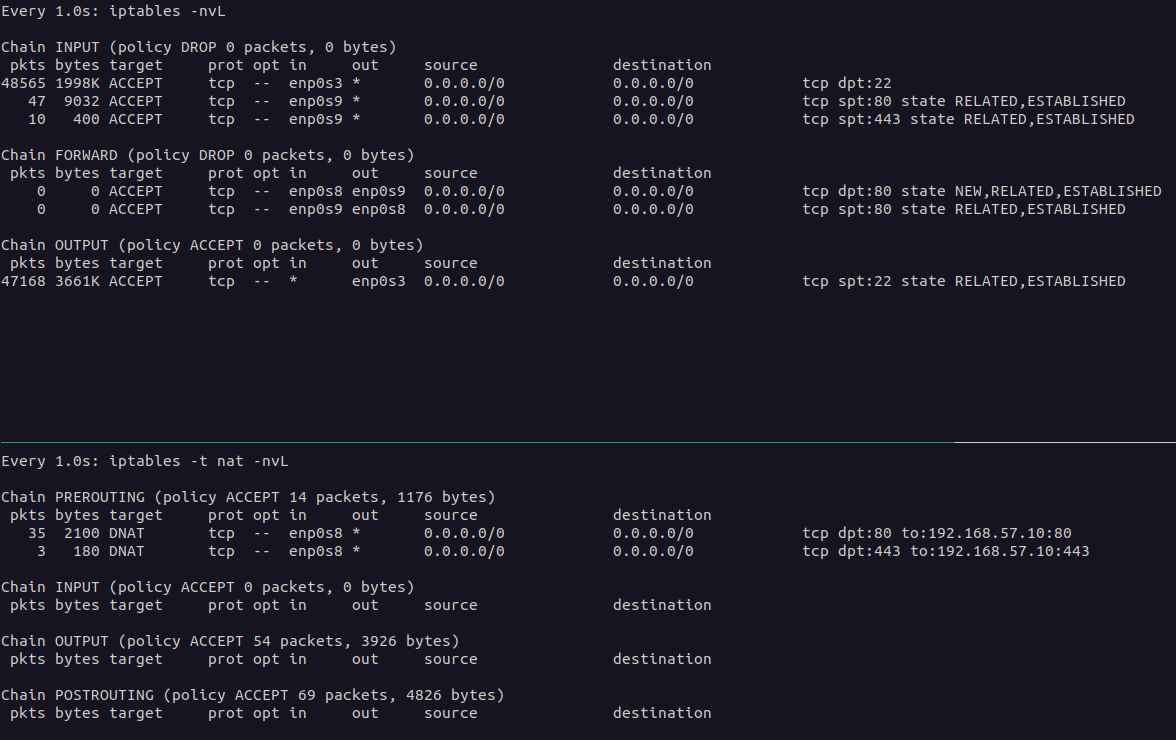 Every 1.0s: iptables -nvL
Chain INPUT (policy DROP 0 packets, 0 bytes)
 pkts bytes target     prot opt in     out     source               destination
48565 1998K ACCEPT     tcp  --  enp0s3 *       0.0.0.0/0            0.0.0.0/0            tcp dpt:22
   47  9032 ACCEPT     tcp  --  enp0s9 *       0.0.0.0/0            0.0.0.0/0            tcp spt:80 state RELATED,ESTABLISHED
   10   400 ACCEPT     tcp  --  enp0s9 *       0.0.0.0/0            0.0.0.0/0            tcp spt:443 state RELATED,ESTABLISHED
Chain FORWARD (policy DROP 0 packets, 0 bytes)
 pkts bytes target     prot opt in     out     source               destination
    0     0 ACCEPT     tcp  --  enp0s8 enp0s9  0.0.0.0/0            0.0.0.0/0            tcp dpt:80 state NEW,RELATED,ESTABLISHED
    0     0 ACCEPT     tcp  --  enp0s9 enp0s8  0.0.0.0/0            0.0.0.0/0            tcp spt:80 state RELATED,ESTABLISHED
Chain OUTPUT (policy ACCEPT 0 packets, 0 bytes)
 pkts bytes target     prot opt in     out     source               destination
47168 3661K ACCEPT     tcp  --  *      enp0s3  0.0.0.0/0            0.0.0.0/0            tcp spt:22 state RELATED,ESTABLISHED
Every 1.0s: iptables -t nat -nvL
Chain PREROUTING (policy ACCEPT 14 packets, 1176 bytes)
 pkts bytes target     prot opt in     out     source               destination
   35  2100 DNAT       tcp  --  enp0s8 *       0.0.0.0/0            0.0.0.0/0            tcp dpt:80 to:192.168.57.10:80
    3   180 DNAT       tcp  --  enp0s8 *       0.0.0.0/0            0.0.0.0/0            tcp dpt:443 to:192.168.57.10:443
Chain INPUT (policy ACCEPT 0 packets, 0 bytes)
 pkts bytes target     prot opt in     out     source               destination
Chain OUTPUT (policy ACCEPT 54 packets, 3926 bytes)
 pkts bytes target     prot opt in     out     source               destination
Chain POSTROUTING (policy ACCEPT 69 packets, 4826 bytes)
 pkts bytes target     prot opt in     out     source               destination